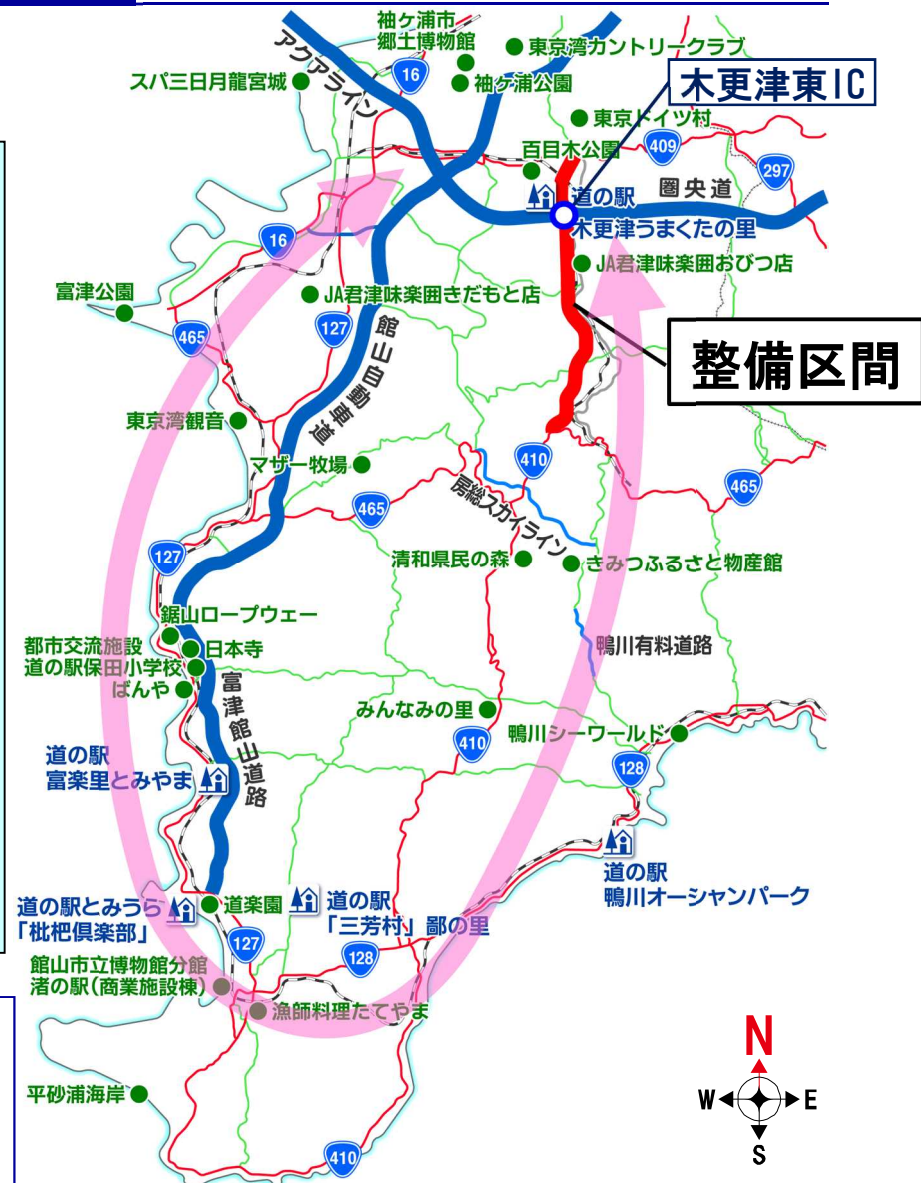 袖ケ浦市
郷土博物館
東京湾カントリークラブ
アクアライン
16
木更津東IC
スパ三日月龍宮城
袖ケ浦公園
東京ドイツ村
百目木公園
409
297
圏央道
道の駅
木更津うまくたの里
16
JA君津味楽囲おびつ店
富津公園
JA君津味楽囲きだもと店
465
127
館山自動車道
整備区間
東京湾観音
マザー牧場
410
465
465
房総スカイライン
127
清和県民の森
きみつふるさと物産館
鋸山ロープウェー
都市交流施設
道の駅保田小学校
日本寺
ばんや
鴨川有料道路
富津館山道路
みんなみの里
410
鴨川シーワールド
道の駅
富楽里とみやま
128
道の駅
鴨川オーシャンパーク
道の駅とみうら
「枇杷倶楽部」
道楽園
道の駅
「三芳村」鄙の里
127
128
館山市立博物館分館
渚の駅(商業施設棟)
漁師料理たてやま
平砂浦海岸
410
N
W
E
S